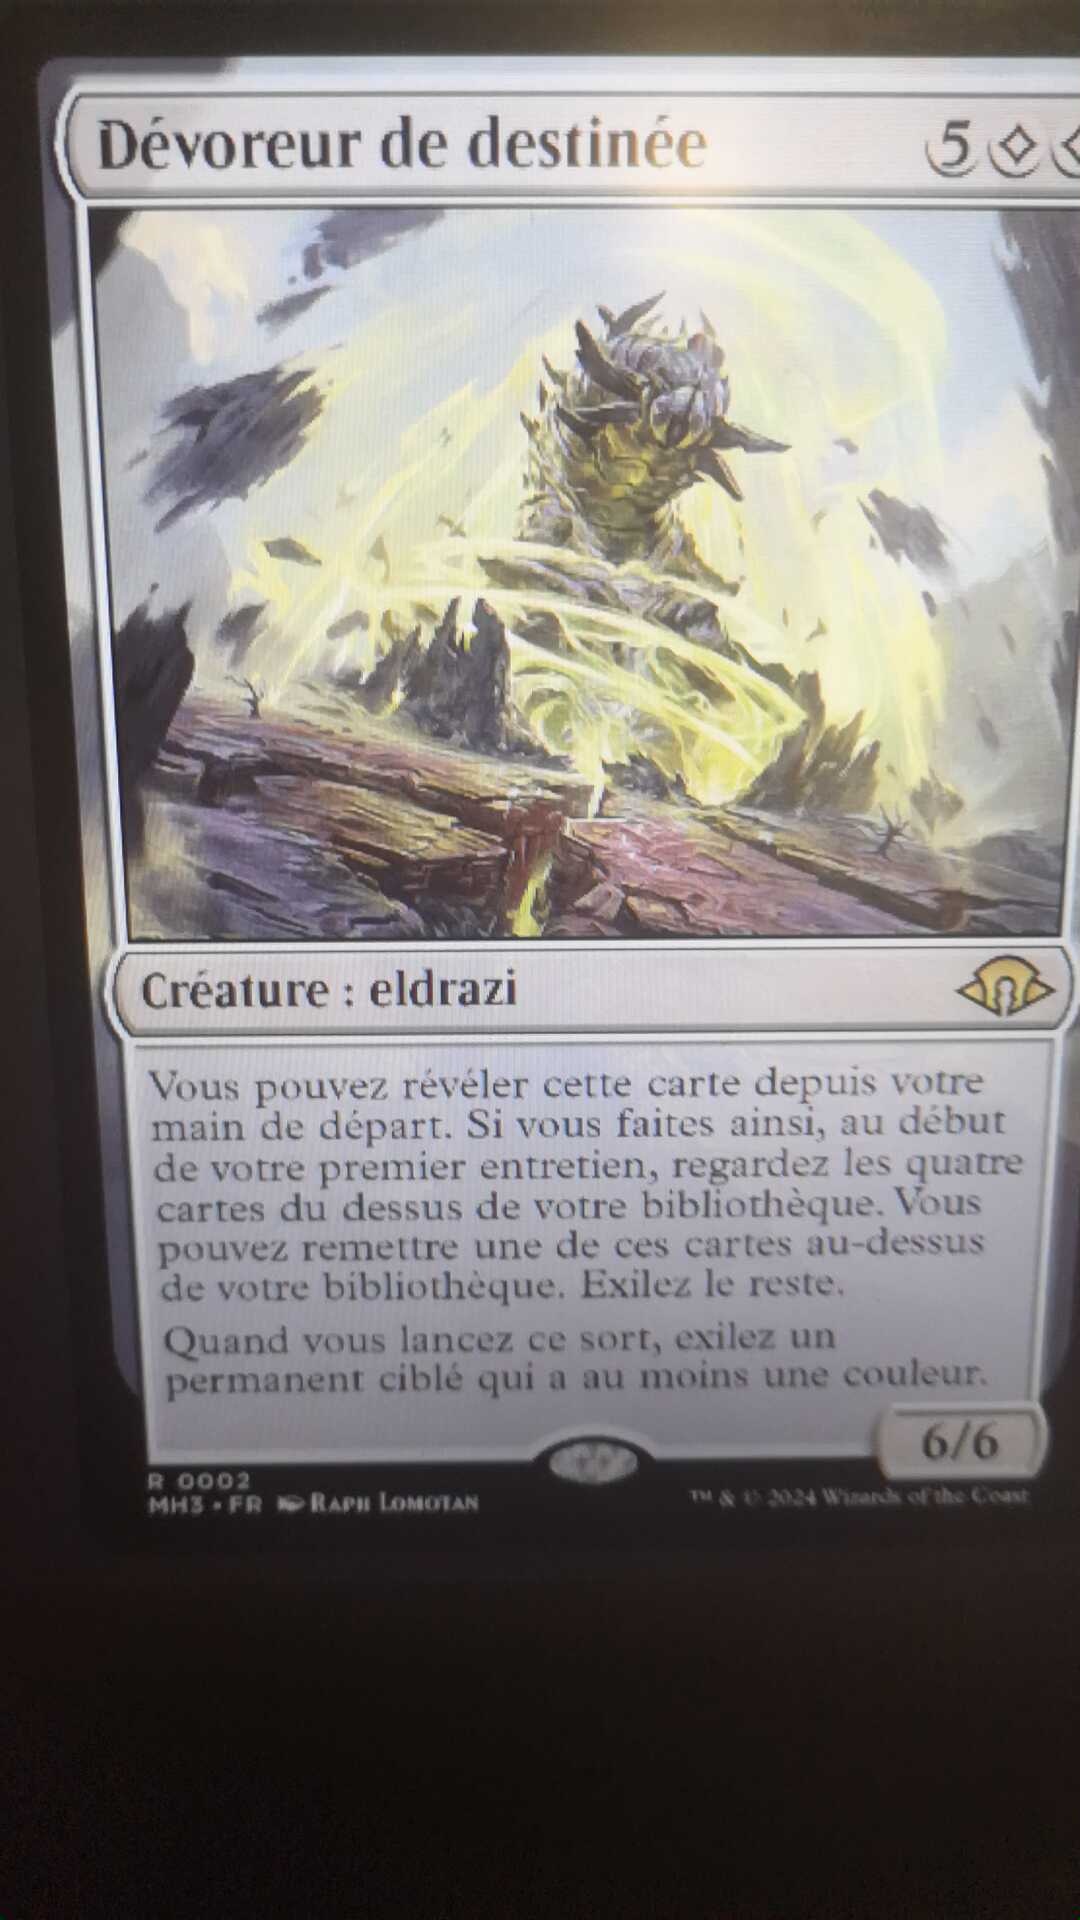 Dévoreur de destinée 5
Créature : eldrazi
Vous pouvez révéler cette carte depuis votre
main de départ. Si vous faites ainsi, au début
de votre premier entretien, regardez les quatre
cartes du dessus de votre bibliothèque. Vous
pouvez remettre une de ces cartes au-dessus
de votre bibliothèque. Exilez le reste.
Quand vous lancez ce sort, exilez un
permanent ciblé qui a au moins une couleur.
6/6
R 0002
MH3 • FR RAPH LOMOTAN
™ & © 2024 Wizards of the Coast